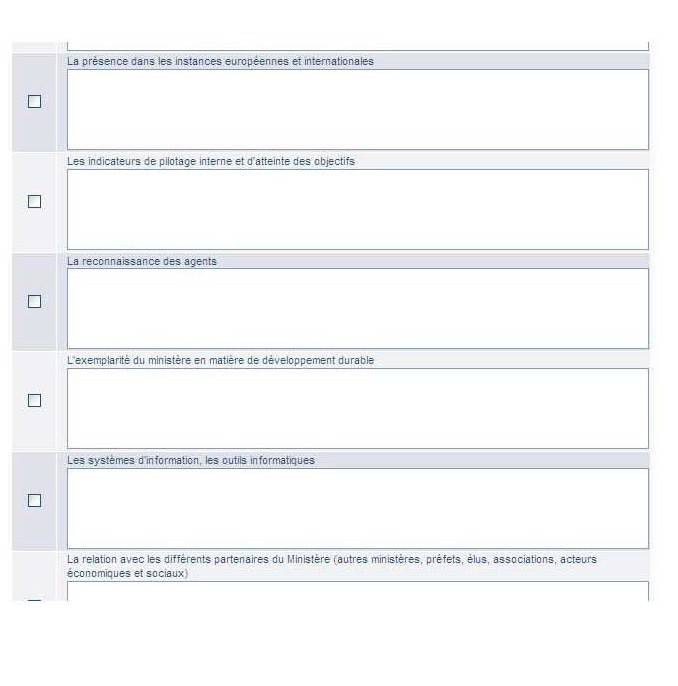 La présence dans les instances européennes et internationales
Les indicateurs de pilotage interne et d'atteinte des objectifs
La reconnaissance des agents
L'exemplarité du ministère en matière de développement durable
Les systèmes d'information, les outils informatiques
La relation avec les différents partenaires du Ministère (autres ministères, préfets, élus, associations, acteurs
économiques et sociaux)